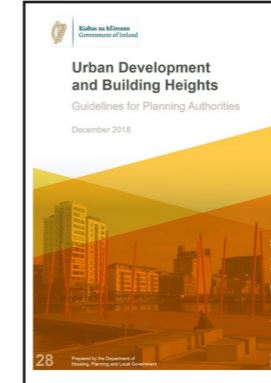 Rialtas na hÉireann
Government of Ireland
Urban Development
and Building Heights
Guidelines for Planning Authorities
December 2018
28
Prepared by the Department of
Housing, Planning and Local Government